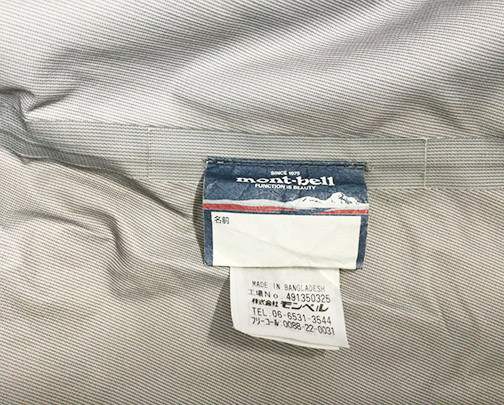 SINCE 1975
mont-bell
FUNCTION IS BEAUTY
名前
MADE IN BANGLADESH
工場No. 491350325
株式会社 モンベル
TEL.06-6531-3544
フリーコール:0088-22-0031